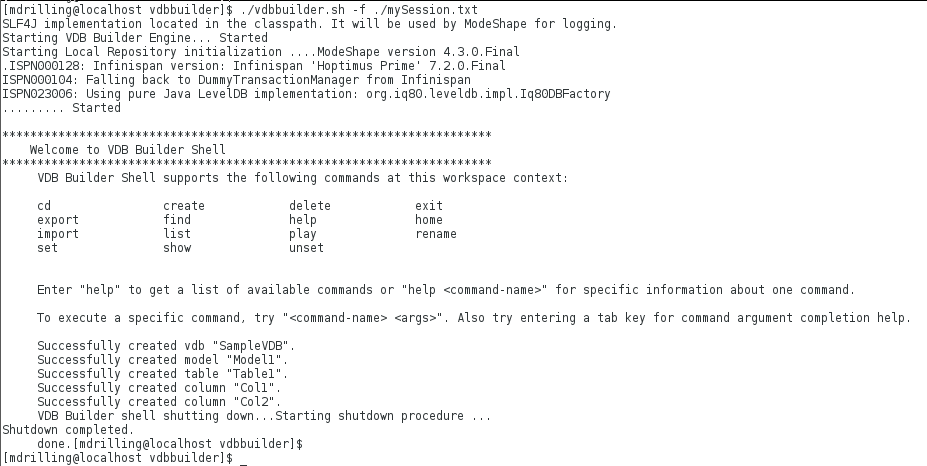 [mdrilling@localhost vdbbuilder]$ ./vdbbuilder.sh -f ./mySession.txt
SLF4J implementation located in the classpath. It will be used by ModeShape for logging.
Starting VDB Builder Engine... Started
Starting Local Repository initialization ....ModeShape version 4.3.0.Final
.ISPN000128: Infinispan version: Infinispan 'Hoptimus Prime' 7.2.0.Final
ISPN000104: Falling back to DummyTransactionManager from Infinispan
ISPN023006: Using pure Java LevelDB implementation: org.iq80.leveldb.impl.Iq80DBFactory
......... Started
**********************************************************************
Welcome to VDB Builder Shell
**********************************************************************
VDB Builder Shell supports the following commands at this workspace context:
cd create delete exit
export find help home
import list play rename
set show unset
Enter "help" to get a list of available commands or "help <command-name>" for specific information about one command.
To execute a specific command, try "<command-name> <args>". Also try entering a tab key for command argument completion help.
Successfully created vdb "SampleVDB".
Successfully created model "Model1".
Successfully created table "Table1".
Successfully created column "Col1".
Successfully created column "Col2".
VDB Builder shell shutting down...Starting shutdown procedure ...
Shutdown completed.
done.[mdrilling@localhost vdbbuilder]$
[mdrilling@localhost vdbbuilder]$ _